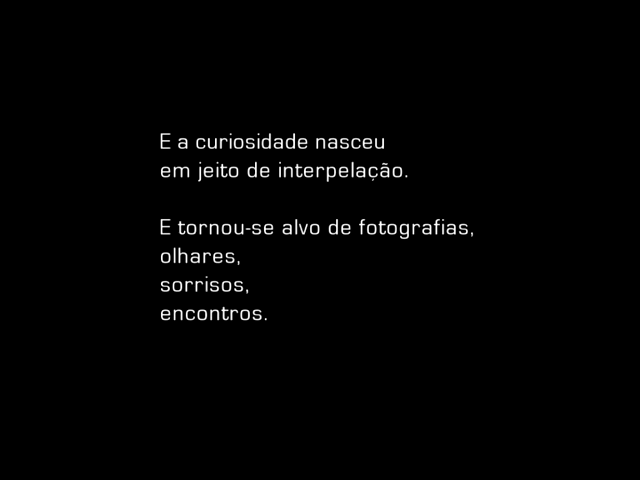 E a curiosidade nasceu
em jeito de interpelação.
E tornou-se alvo de fotografias,
olhares,
sorrisos,
encontros.